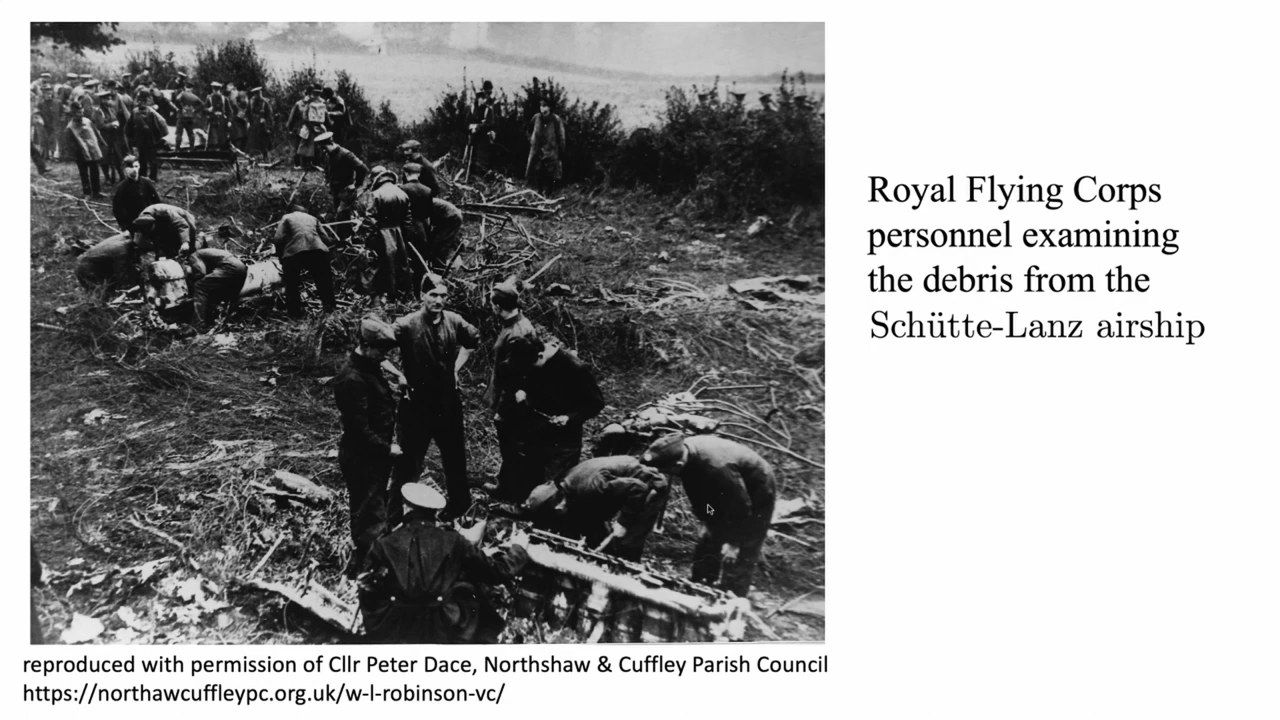 Royal Flying Corps
personnel examining
the debris from the
Schütte-Lanz airship
reproduced with permission of Cllr Peter Dace, Northshaw & Cuffley Parish Council
https://northawcuffleypc.org.uk/w-l-robinson-vc/